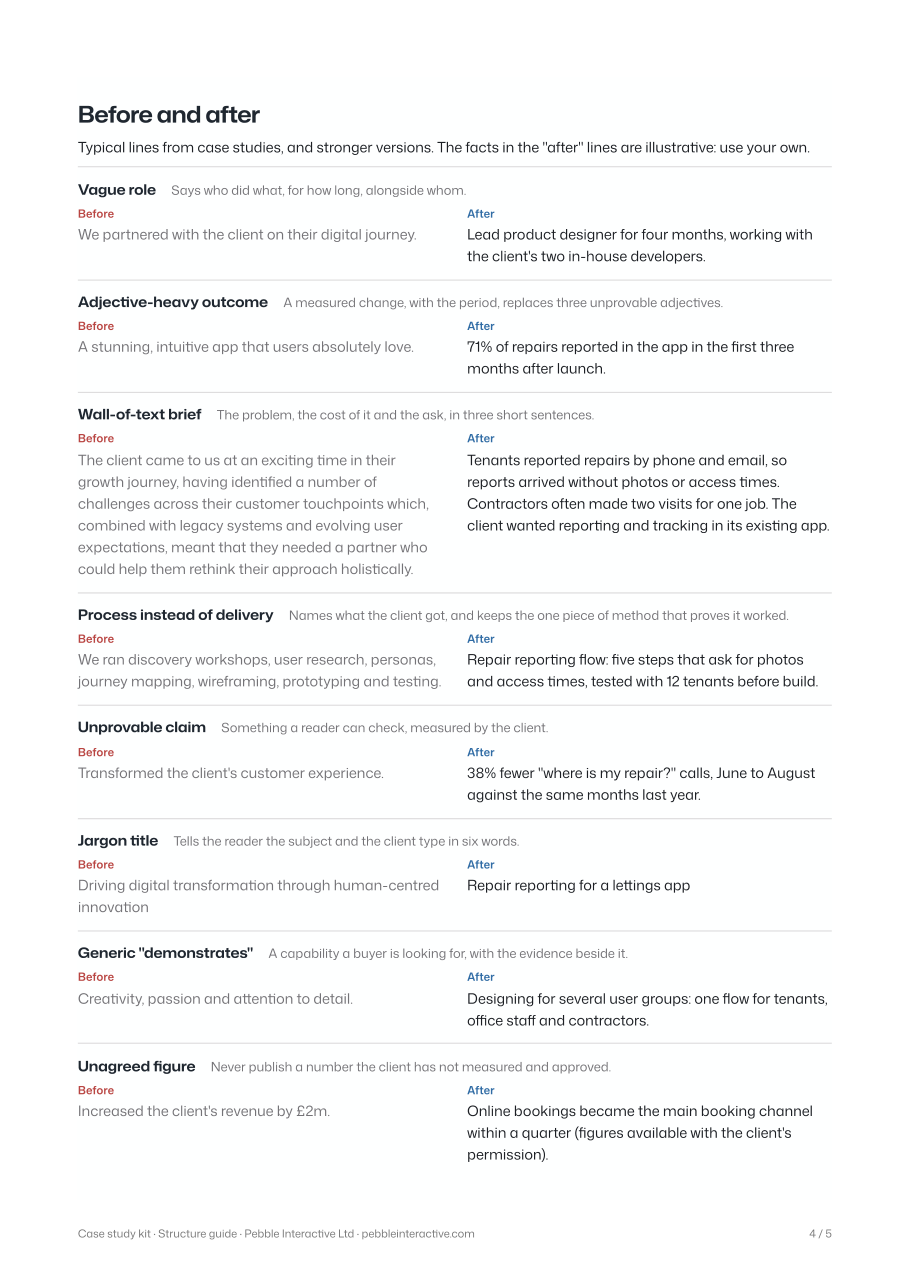 Before and after
Typical lines from case studies, and stronger versions. The facts in the "after" lines are illustrative: use your own.
Vague role Says who did what, for how long, alongside whom.
Before
We partnered with the client on their digital journey.
After
Lead product designer for four months, working with
the client's two in-house developers.
Adjective-heavy outcome A measured change, with the period, replaces three unprovable adjectives.
Before
A stunning, intuitive app that users absolutely love.
After
71% of repairs reported in the app in the first three
months after launch.
Wall-of-text brief The problem, the cost of it and the ask, in three short sentences.
Before
The client came to us at an exciting time in their
growth journey, having identified a number of
challenges across their customer touchpoints which,
combined with legacy systems and evolving user
expectations, meant that they needed a partner who
could help them rethink their approach holistically.
After
Tenants reported repairs by phone and email, so
reports arrived without photos or access times.
Contractors often made two visits for one job. The
client wanted reporting and tracking in its existing app.
Process instead of delivery Names what the client got, and keeps the one piece of method that proves it worked.
Before
We ran discovery workshops, user research, personas,
journey mapping, wireframing, prototyping and testing.
After
Repair reporting flow: five steps that ask for photos
and access times, tested with 12 tenants before build.
Unprovable claim Something a reader can check, measured by the client.
Before
Transformed the client's customer experience.
After
38% fewer "where is my repair?" calls, June to August
against the same months last year.
Jargon title Tells the reader the subject and the client type in six words.
Before
Driving digital transformation through human-centred
innovation
After
Repair reporting for a lettings app
Generic "demonstrates" A capability a buyer is looking for, with the evidence beside it.
Before
Creativity, passion and attention to detail.
After
Designing for several user groups: one flow for tenants,
office staff and contractors.
Unagreed figure Never publish a number the client has not measured and approved.
Before
Increased the client's revenue by £2m.
After
Online bookings became the main booking channel
within a quarter (figures available with the client's
permission).
Case study kit · Structure guide · Pebble Interactive Ltd · pebbleinteractive.com 4 / 5